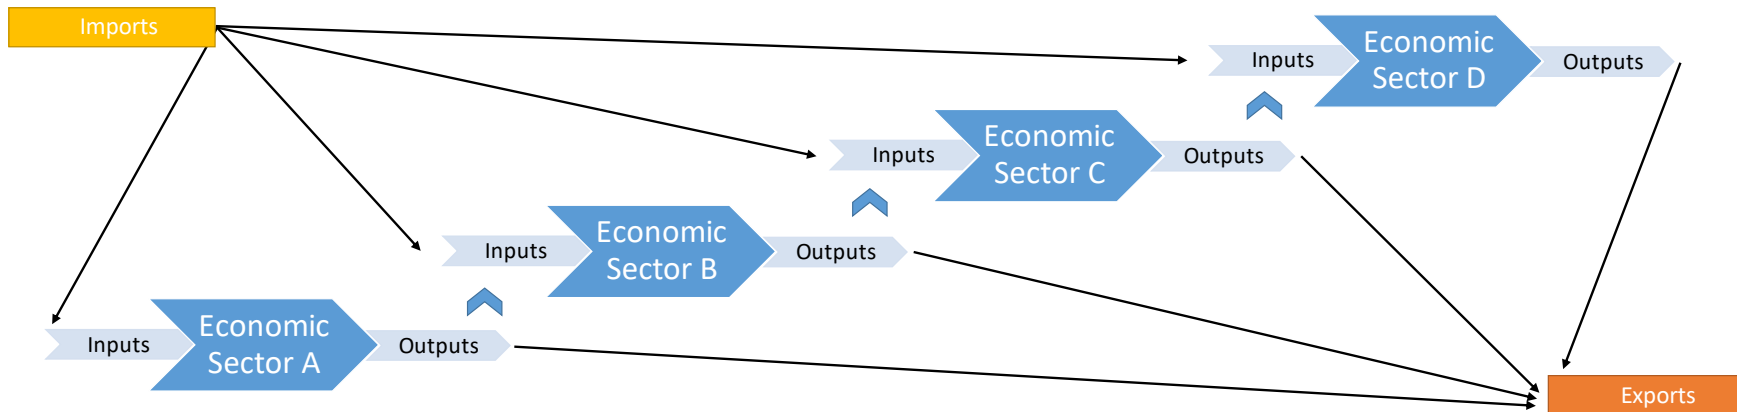 Imports
Inputs
Economic
Sector D
Outputs
Inputs
Economic
Sector C
Outputs
Inputs
Economic
Sector B
Outputs
Inputs
Economic
Sector A
Outputs
Exports